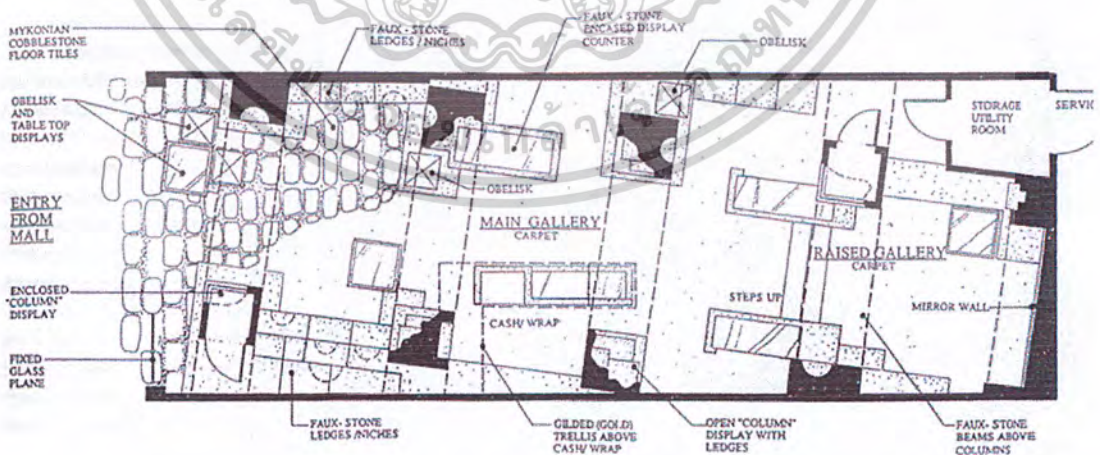 MYKONIAN
COBBLESTONE
FLOOR TILES
FAUX - STONE
LEDGES / NICHES
FAUX - STONE
ENCASED DISPLAY
COUNTER
OBELISK
OBELISK
AND
TABLE TOP
DISPLAYS
STORAGE
UTILITY
ROOM
SERVIC
OBELISK
ENTRY
FROM
MALL
MAIN GALLERY
CARPET
RAISED GALLERY
CARPET
ENCLOSED
"COLUMN"
DISPLAY
STEPS UP
MIRROR WALL
CASH/ WRAP
FIXED
GLASS
PLANE
FAUX- STONE
LEDGES /NICHES
GILDED (GOLD)
TRELLIS ABOVE
CASH/ WRAP
OPEN "COLUMN"
DISPLAY WITH
LEDGES
FAUX- STONE
BEAMS ABOVE
COLUMNS